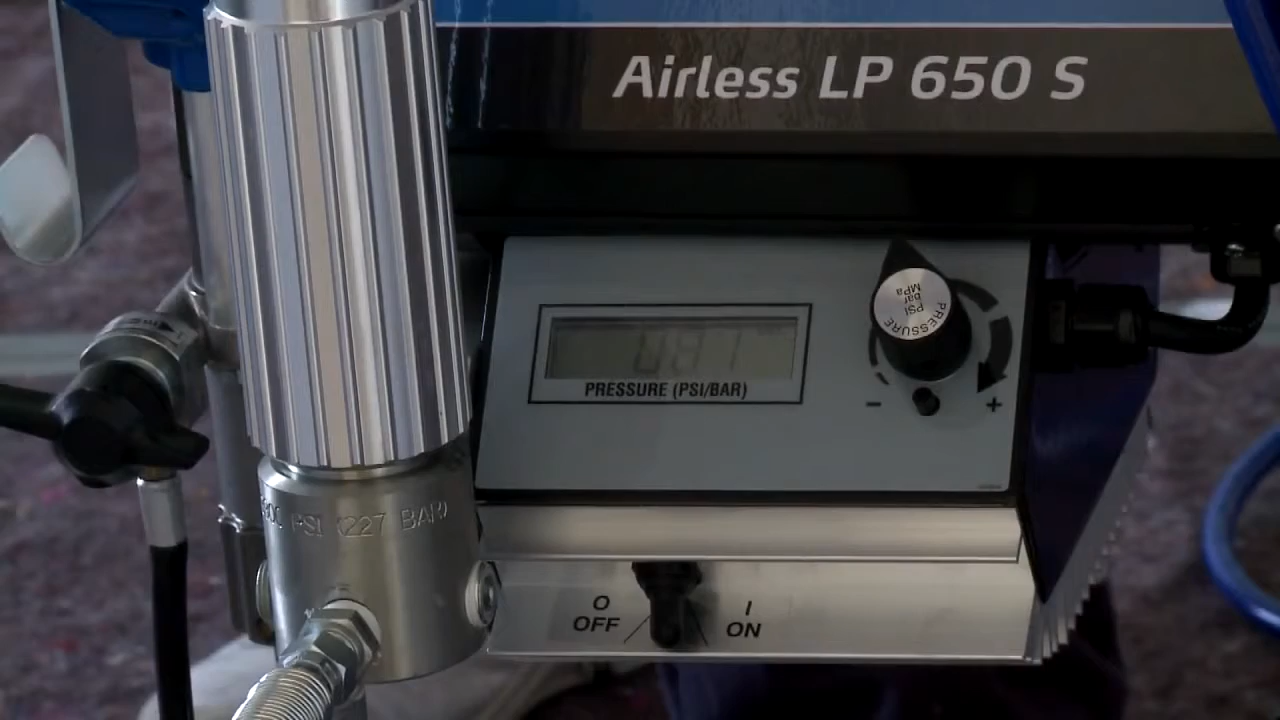 Airless LP 650 S
PRESSURE
PSI
bar
MPa
PRESSURE (PSI/BAR)
- +
PSI (227 BAR)
O
OFF
I
ON